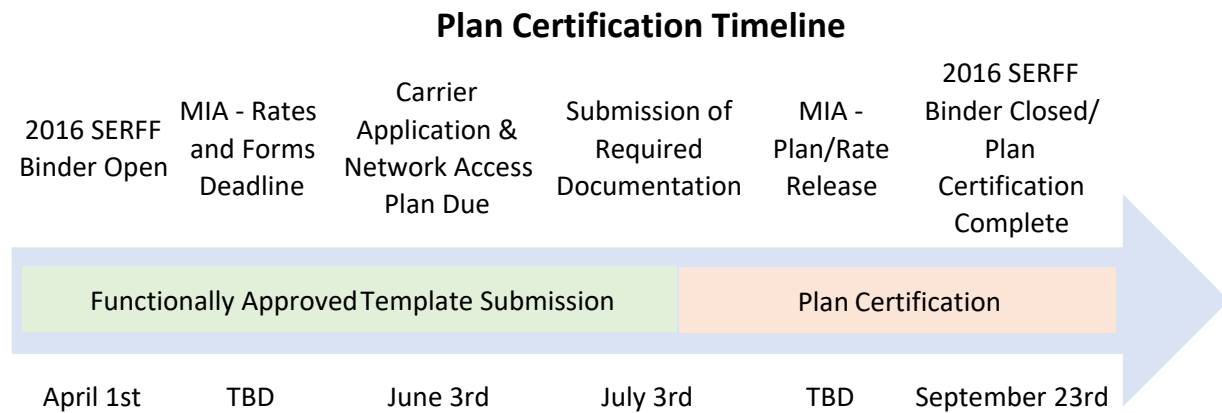 Plan Certification Timeline
2016 SERFF
Binder Open
MIA - Rates
and Forms
Deadline
Carrier
Application &
Network Access
Plan Due
Submission of
Required
Documentation
MIA -
Plan/Rate
Release
2016 SERFF
Binder Closed/
Plan
Certification
Complete
Functionally Approved Template Submission
Plan Certification
April 1st
TBD
June 3rd
July 3rd
TBD
September 23rd